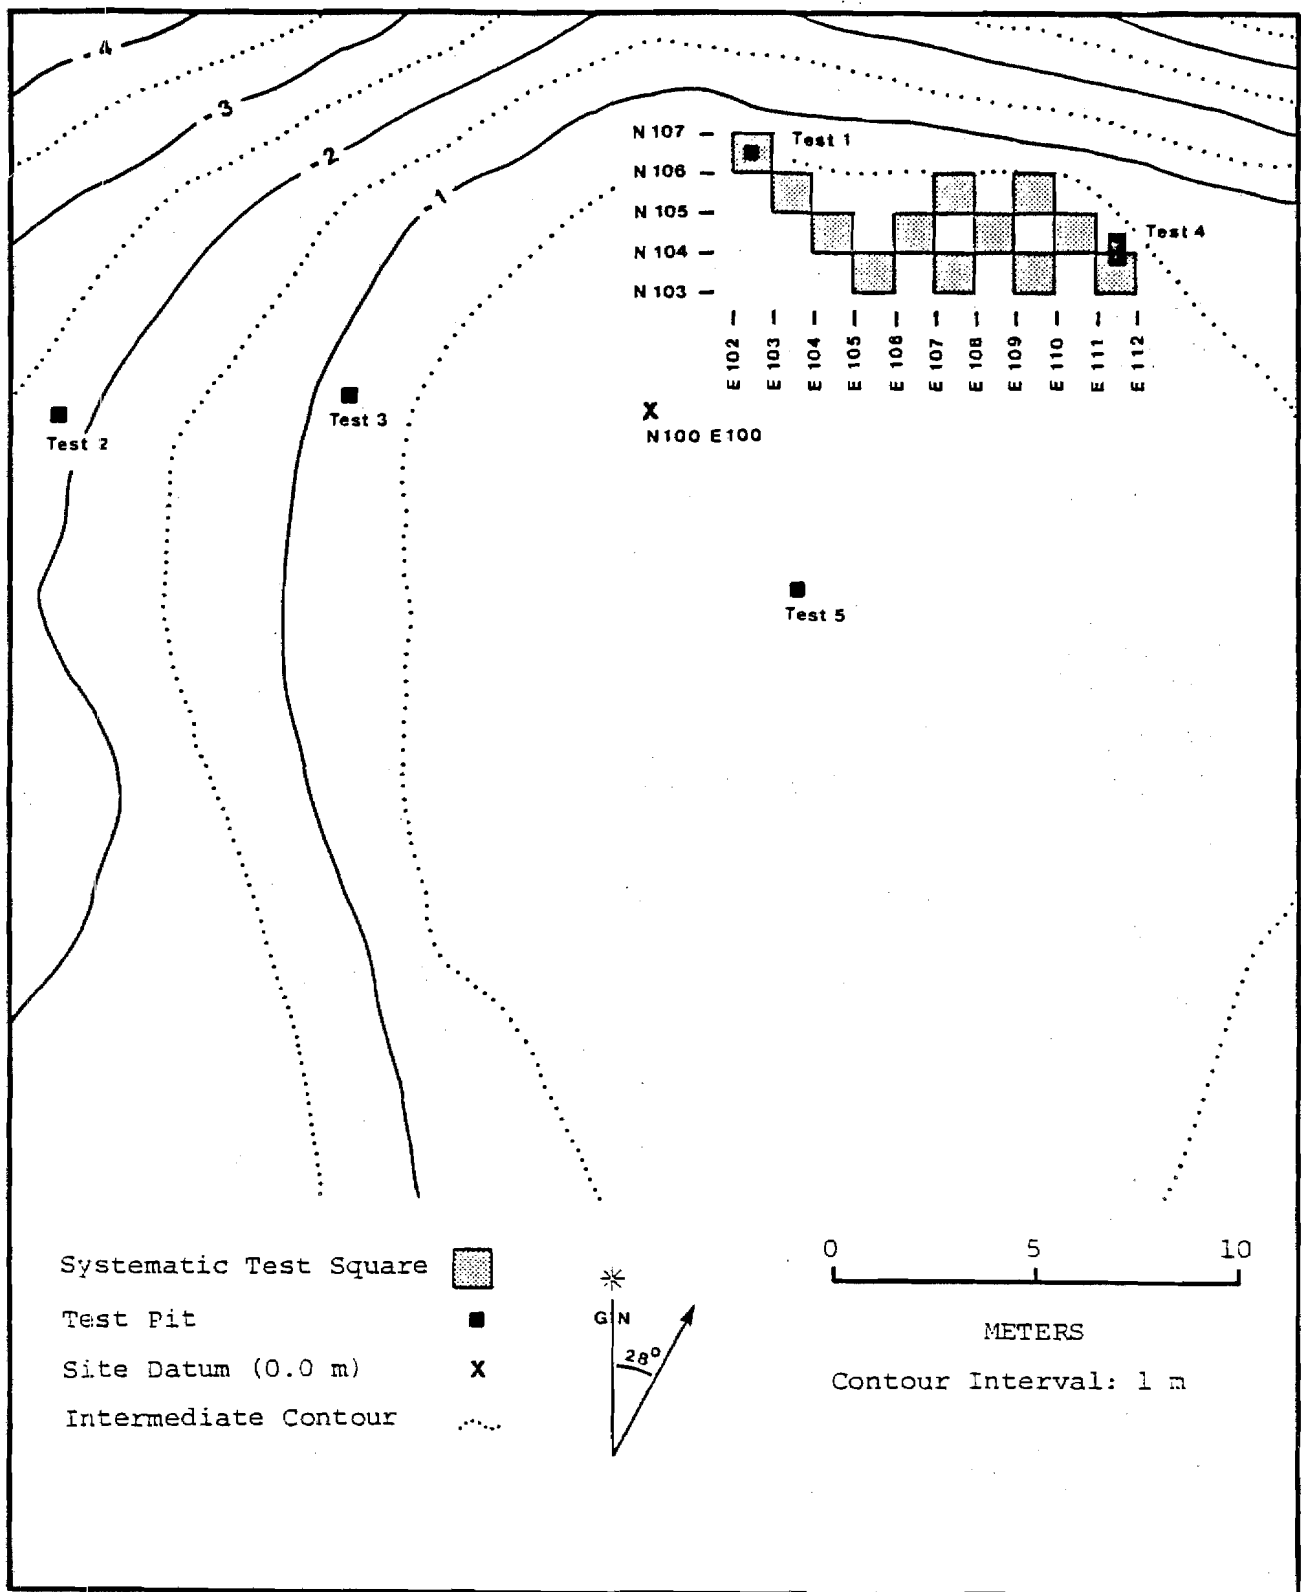 - 4
- 3
- 2
- 1
N 107 –
Test 1
N 106 –
N 105 –
N 104 –
Test 4
N 103 –
E 102 –
E 103 –
E 104 –
E 105 –
E 106 –
E 107 –
E 108 –
E 109 –
E 110 –
E 111 –
E 112 –
Test 2
Test 3
X
N100 E100
Test 5
Systematic Test Square
Test Pit
Site Datum (0.0 m) X
Intermediate Contour
GN
28°
0 5 10
METERS
Contour Interval: 1 m